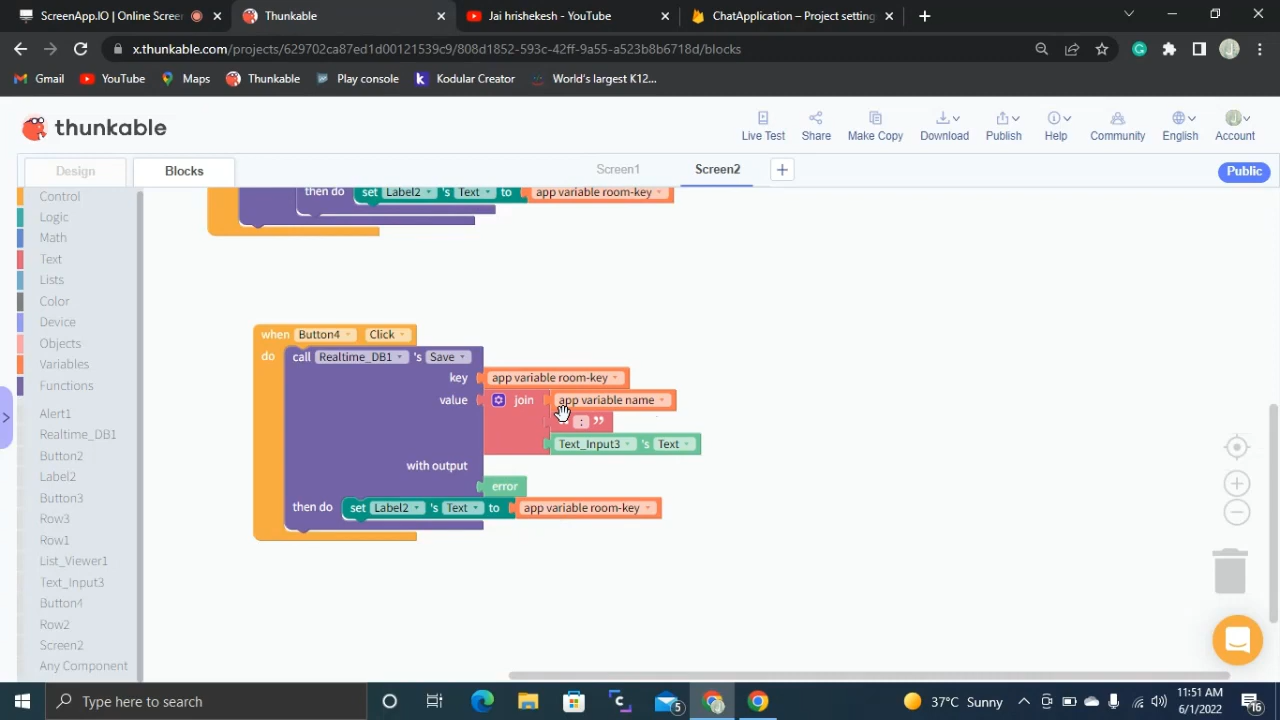 ScreenApp.IO | Online Screen
Thunkable
Jai hrishekesh - YouTube
ChatApplication – Project setting
x.thunkable.com/projects/629702ca87ed1d00121539c9/808d1852-593c-42ff-9a55-a523b8b6718d/blocks
Gmail
YouTube
Maps
Thunkable
Play console
Kodular Creator
World's largest K12...
thunkable
Live Test
Share
Make Copy
Download
Publish
Help
Community
English
Account
Design
Blocks
Screen1
Screen2
Public
Control
Logic
Math
Text
Lists
Color
Device
Objects
Variables
Functions
Alert1
Realtime_DB1
Button2
Label2
Button3
Row3
Row1
List_Viewer1
Text_Input3
Button4
Row2
Screen2
Any Component
then do set Label2 's Text to app variable room-key
when Button4 Click
do call Realtime_DB1 's Save
key app variable room-key
value join app variable name
“ : ”
Text_Input3 's Text
with output
error
then do set Label2 's Text to app variable room-key
Type here to search
5
37°C Sunny
11:51 AM
6/1/2022
16